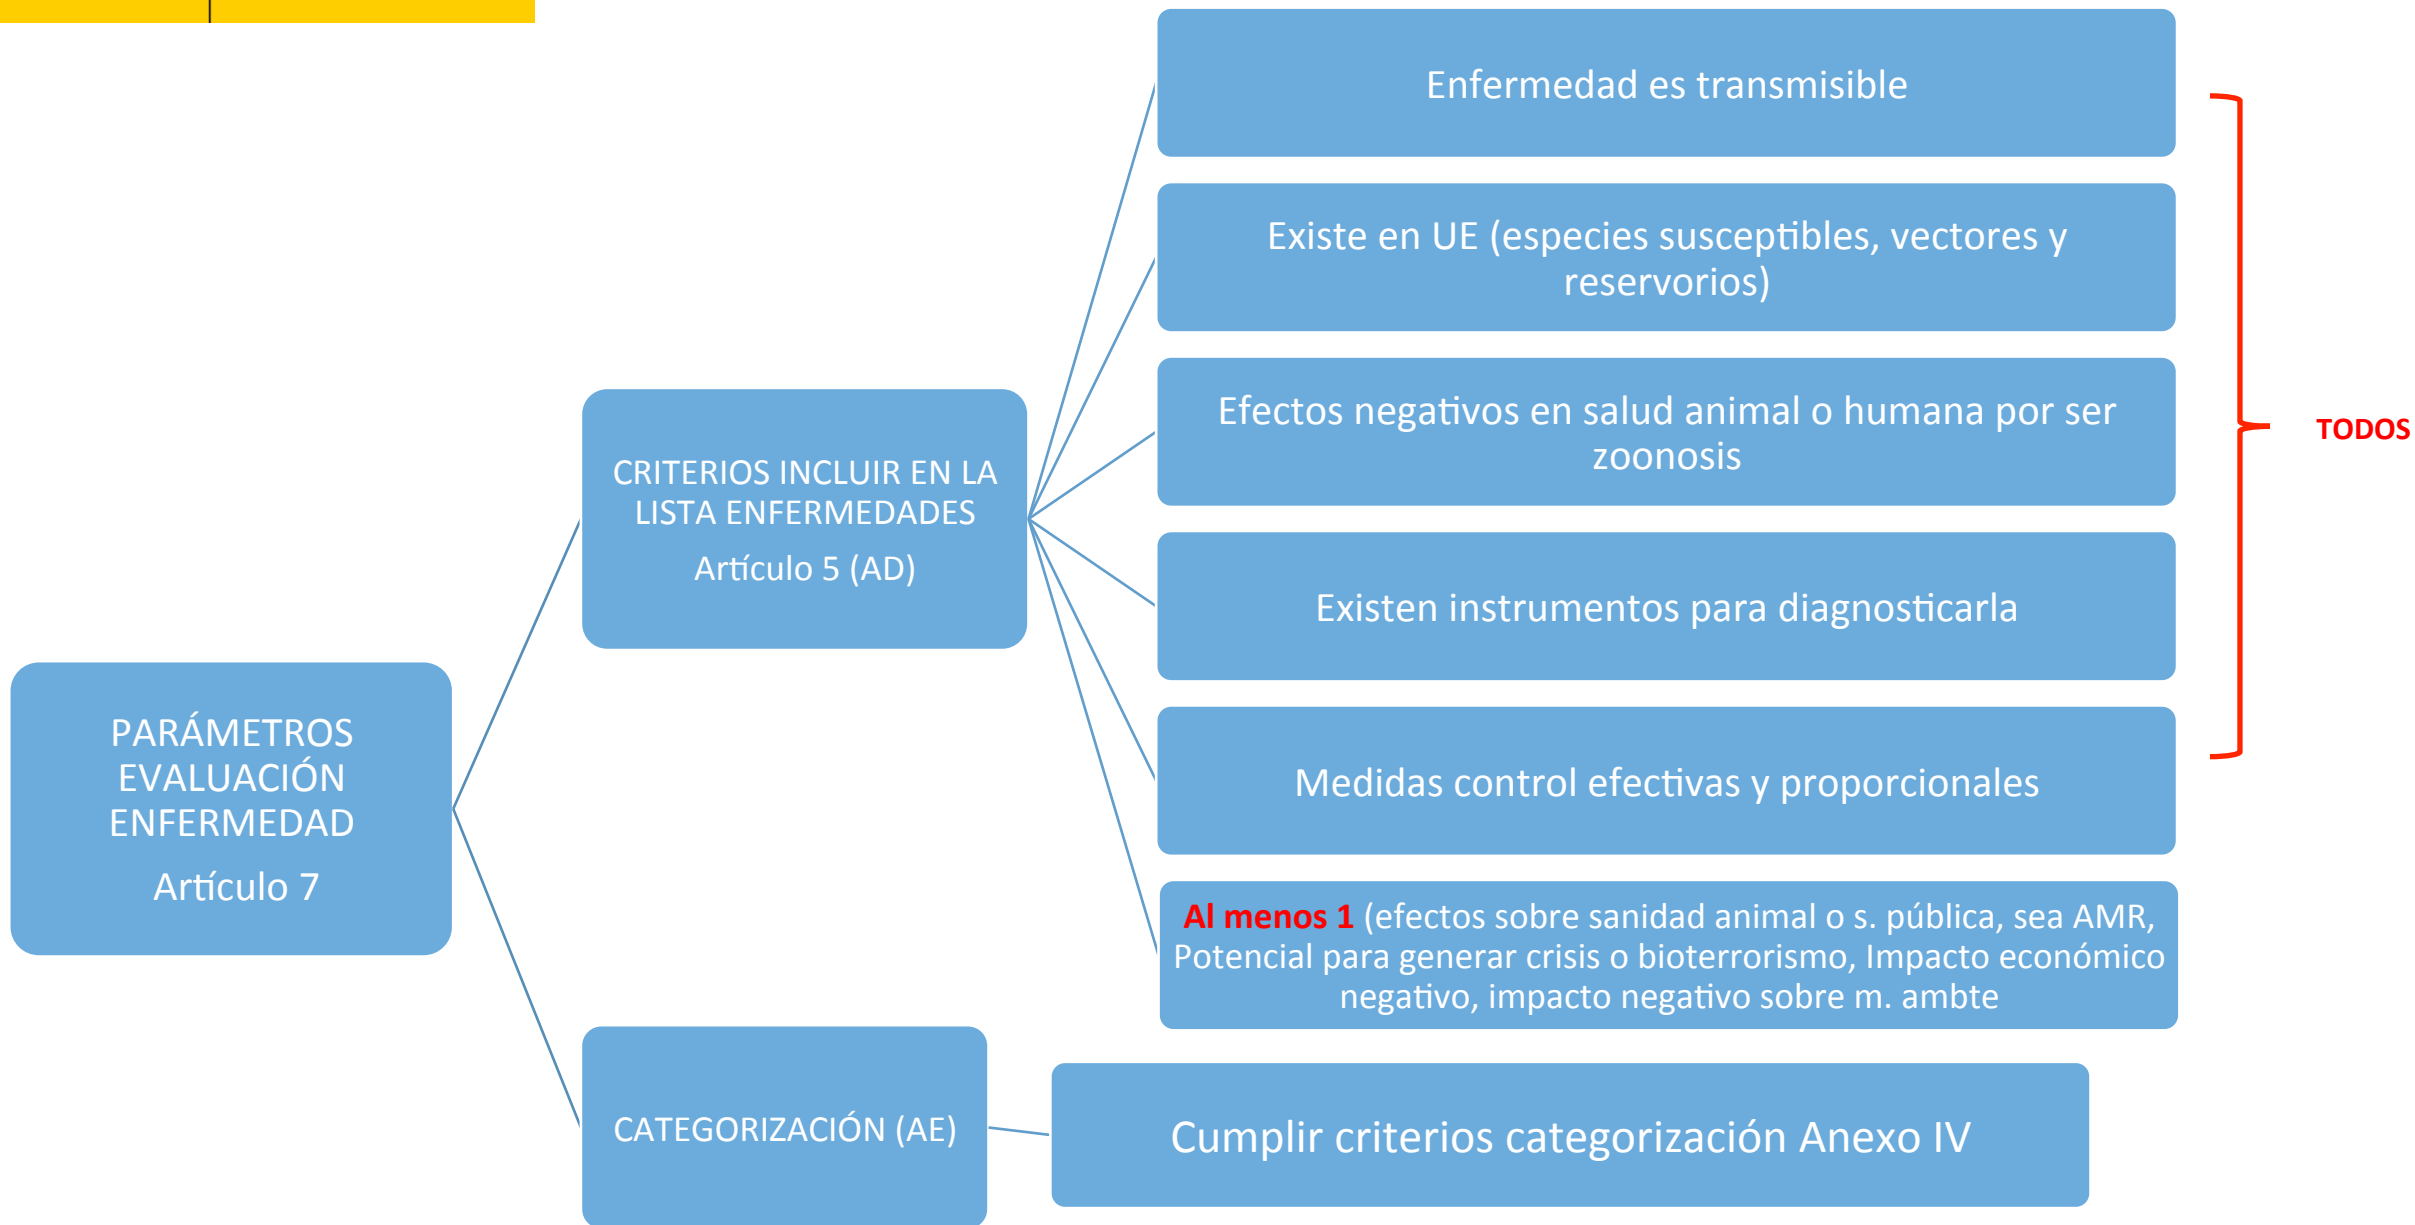 PARÁMETROS
EVALUACIÓN
ENFERMEDAD
Artículo 7
CRITERIOS INCLUIR EN LA
LISTA ENFERMEDADES
Artículo 5 (AD)
Enfermedad es transmisible
Existe en UE (especies susceptibles, vectores y
reservorios)
Efectos negativos en salud animal o humana por ser
zoonosis
Existen instrumentos para diagnosticarla
Medidas control efectivas y proporcionales
TODOS
Al menos 1 (efectos sobre sanidad animal o s. pública, sea AMR,
Potencial para generar crisis o bioterrorismo, Impacto económico
negativo, impacto negativo sobre m. ambte
CATEGORIZACIÓN (AE)
Cumplir criterios categorización Anexo IV